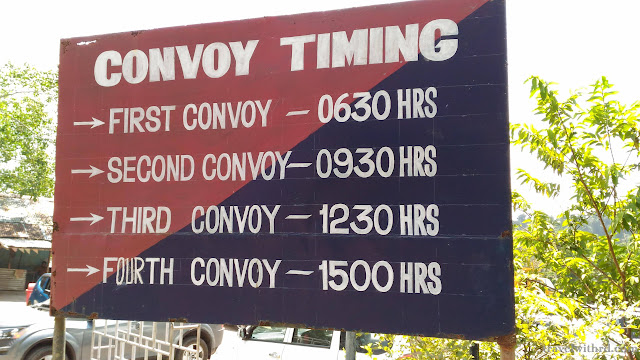 CONVOY TIMING
→ FIRST CONVOY – 0630 HRS
→ SECOND CONVOY – 0930 HRS
→ THIRD CONVOY – 1230 HRS
→ FOURTH CONVOY – 1500 HRS